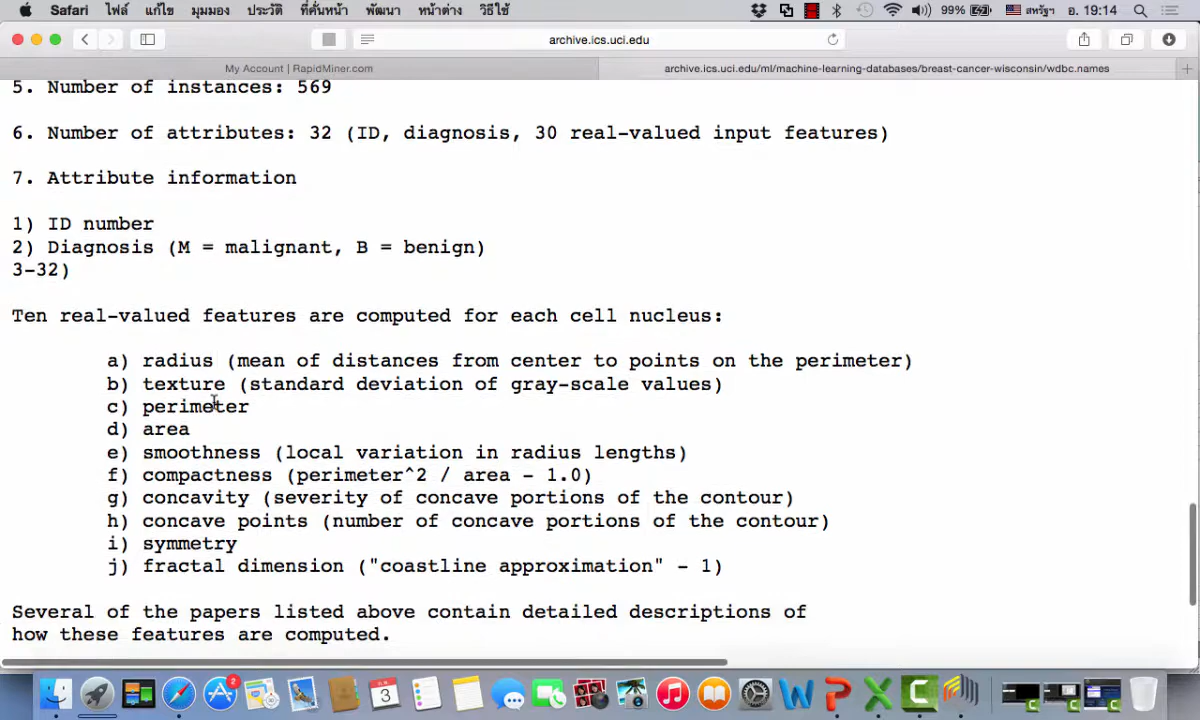 Safari ไฟล์ แก้ไข มุมมอง ประวัติ ที่คั่นหน้า พัฒนา หน้าต่าง วิธีใช้ 99% สหรัฐฯ อ. 19:14
archive.ics.uci.edu
My Account | RapidMiner.com archive.ics.uci.edu/ml/machine-learning-databases/breast-cancer-wisconsin/wdbc.names
5. Number of instances: 569
6. Number of attributes: 32 (ID, diagnosis, 30 real-valued input features)
7. Attribute information
1) ID number
2) Diagnosis (M = malignant, B = benign)
3-32)
Ten real-valued features are computed for each cell nucleus:
a) radius (mean of distances from center to points on the perimeter)
b) texture (standard deviation of gray-scale values)
c) perimeter
d) area
e) smoothness (local variation in radius lengths)
f) compactness (perimeter^2 / area - 1.0)
g) concavity (severity of concave portions of the contour)
h) concave points (number of concave portions of the contour)
i) symmetry
j) fractal dimension ("coastline approximation" - 1)
Several of the papers listed above contain detailed descriptions of
how these features are computed.
2
3